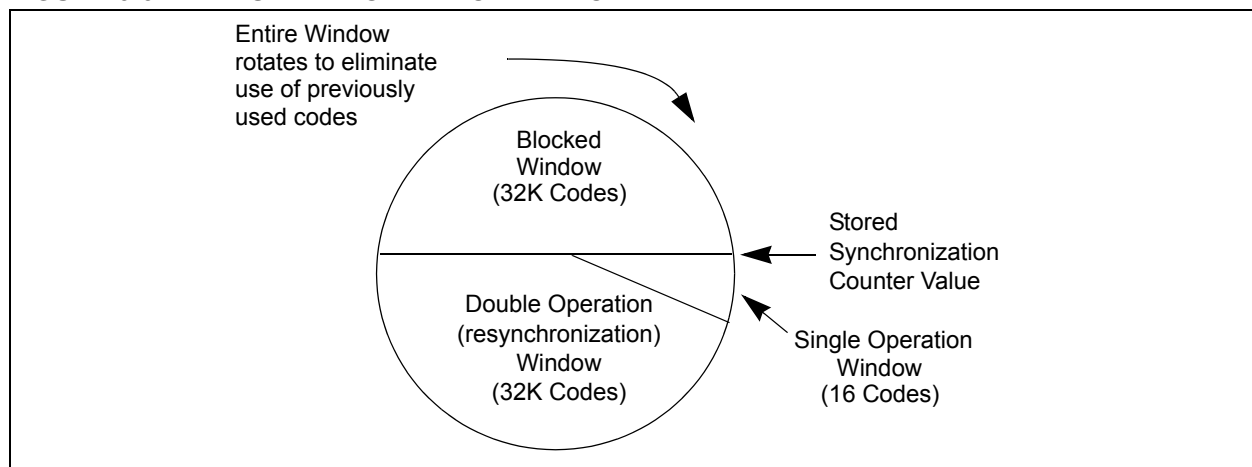 Entire Window
rotates to eliminate
use of previously
used codes
Blocked
Window
(32K Codes)
Stored
Synchronization
Counter Value
Double Operation
(resynchronization)
Window
(32K Codes)
Single Operation
Window
(16 Codes)